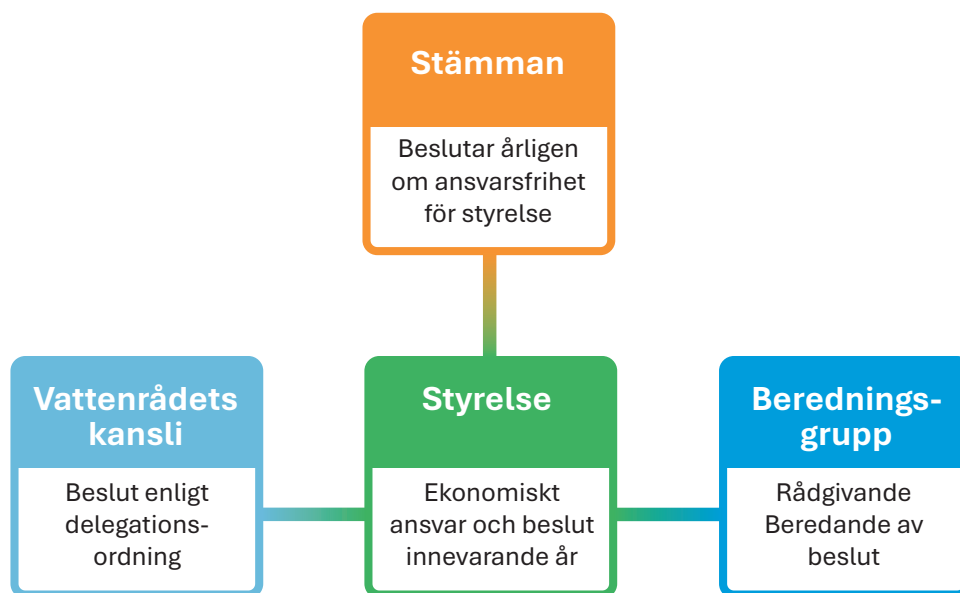 Stämman
Beslutar årligen
om ansvarsfrihet
för styrelse
Vattenrådets
kansli
Beslut enligt
delegations-
ordning
Styrelse
Ekonomiskt
ansvar och beslut
innevarande år
Berednings-
grupp
Rådgivande
Beredande av
beslut